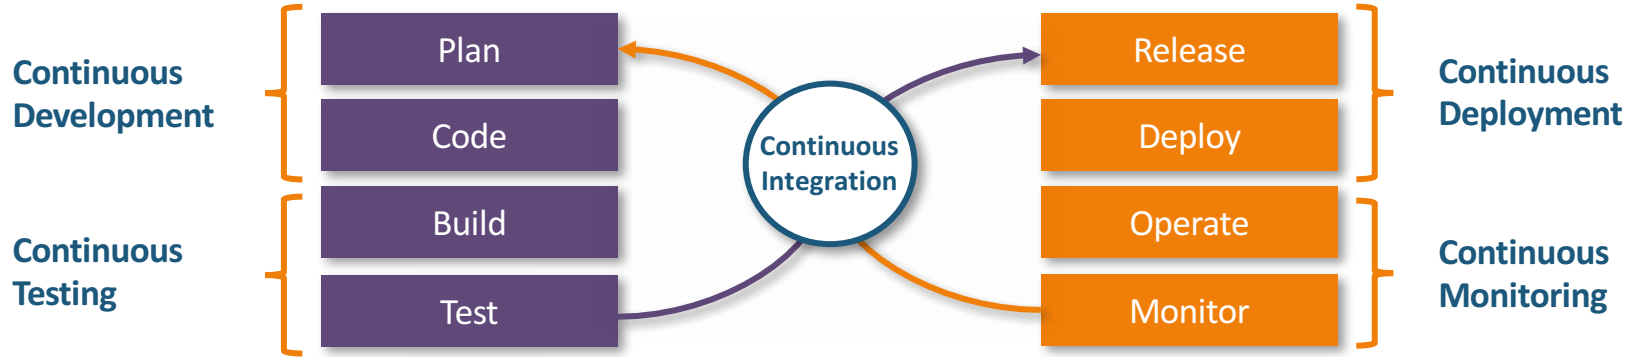 Continuous
Development
Plan
Code
Continuous
Testing
Build
Test
Continuous
Integration
Release
Deploy
Continuous
Deployment
Operate
Monitor
Continuous
Monitoring